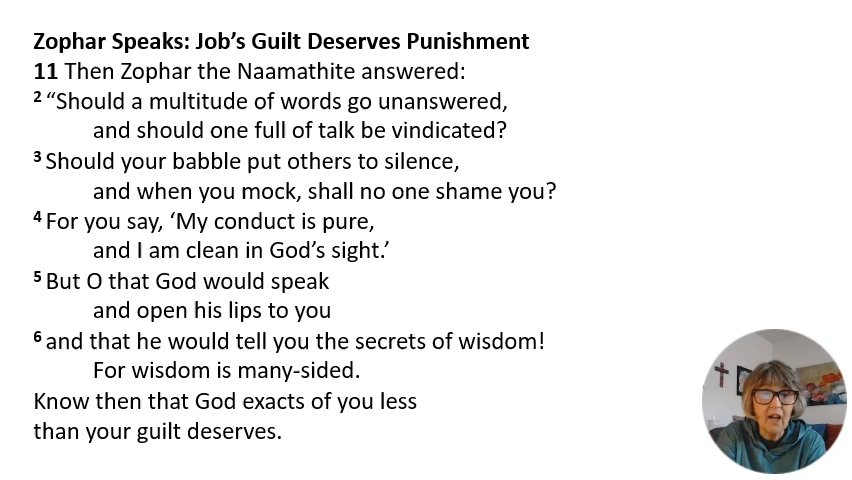 Zophar Speaks: Job’s Guilt Deserves Punishment
11 Then Zophar the Naamathite answered:
2 “Should a multitude of words go unanswered,
and should one full of talk be vindicated?
3 Should your babble put others to silence,
and when you mock, shall no one shame you?
4 For you say, ‘My conduct is pure,
and I am clean in God’s sight.’
5 But O that God would speak
and open his lips to you
6 and that he would tell you the secrets of wisdom!
For wisdom is many-sided.
Know then that God exacts of you less
than your guilt deserves.